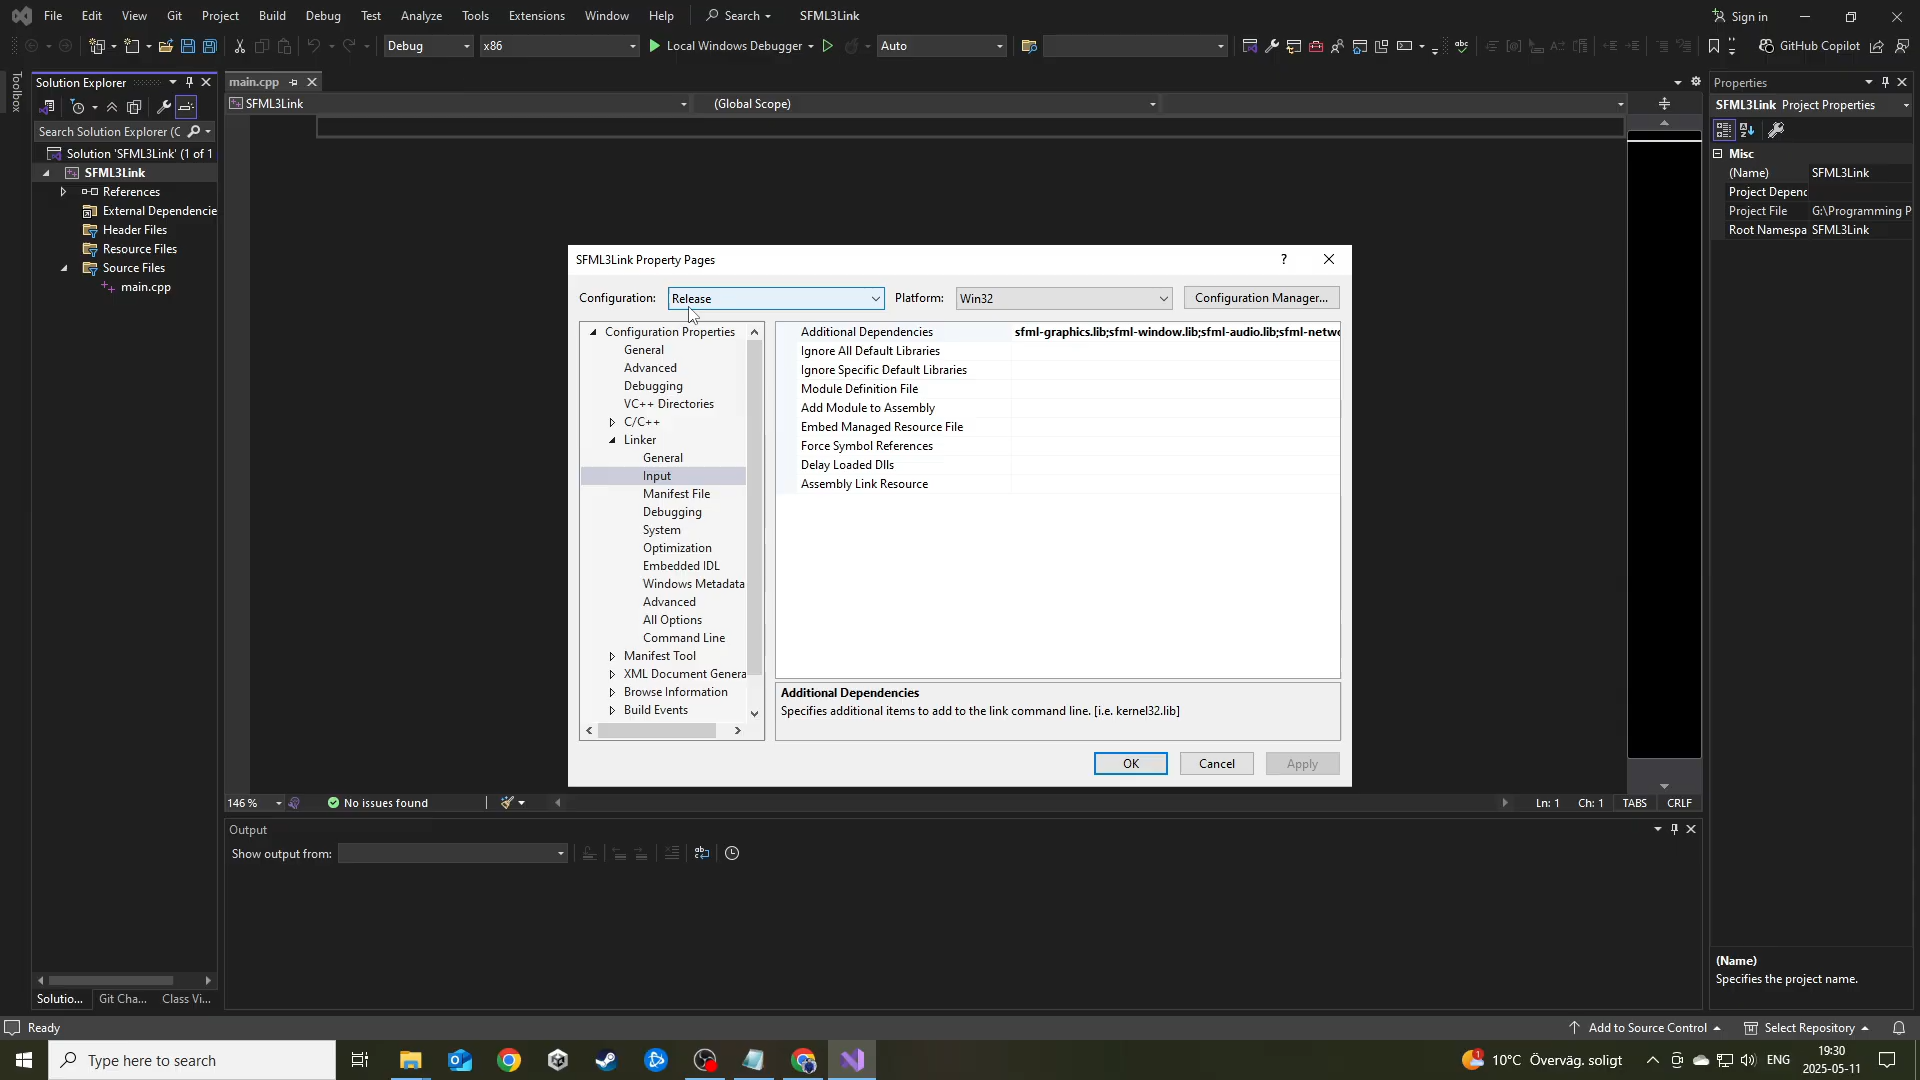 File Edit View Git Project Build Debug Test Analyze Tools Extensions Window Help Search SFML3Link Sign in
Debug x86 Local Windows Debugger Auto GitHub Copilot
Toolbox
Solution Explorer
Search Solution Explorer (C
Solution 'SFML3Link' (1 of 1
SFML3Link
References
External Dependencie
Header Files
Resource Files
Source Files
main.cpp
Soluti​o... Git Cha... Class Vi...
main.cpp
SFML3Link (Global Scope)
SFML3Link Property Pages ?
Configuration: Release Platform: Win32 Configuration Manager...
Configuration Properties
General
Advanced
Debugging
VC++ Directories
C/C++
Linker
General
Input
Manifest File
Debugging
System
Optimization
Embedded IDL
Windows Metadata
Advanced
All Options
Command Line
Manifest Tool
XML Document Genera
Browse Information
Build Events
Additional Dependencies sfml-graphics.lib;sfml-window.lib;sfml-audio.lib;sfml-netwo
Ignore All Default Libraries
Ignore Specific Default Libraries
Module Definition File
Add Module to Assembly
Embed Managed Resource File
Force Symbol References
Delay Loaded Dlls
Assembly Link Resource
Additional Dependencies
Specifies additional items to add to the link command line. [i.e. kernel32.lib]
OK Cancel Apply
146 % No issues found Ln: 1 Ch: 1 TABS CRLF
Output
Show output from:
Properties
SFML3Link Project Properties
Misc
(Name) SFML3Link
Project Depenc
Project File G:\Programming P
Root Namespa SFML3Link
(Name)
Specifies the project name.
Ready Add to Source Control Select Repository
Type here to search 1 10°C Överväg. soligt ENG 19:30
2025-05-11